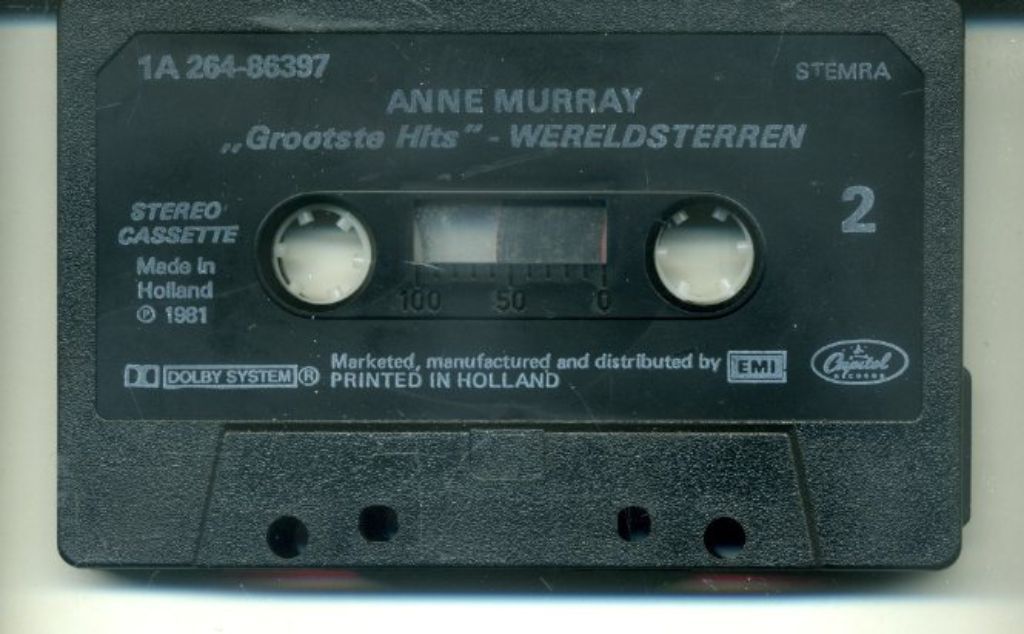 1A 264-86397
STEMRA
ANNE MURRAY
„Grootste Hits" - WERELDSTERREN
STEREO
CASSETTE
Made in
Holland
℗ 1981
2
100 50 0
DOLBY SYSTEM ®
Marketed, manufactured and distributed by EMI
PRINTED IN HOLLAND
Capitol
RECORDS